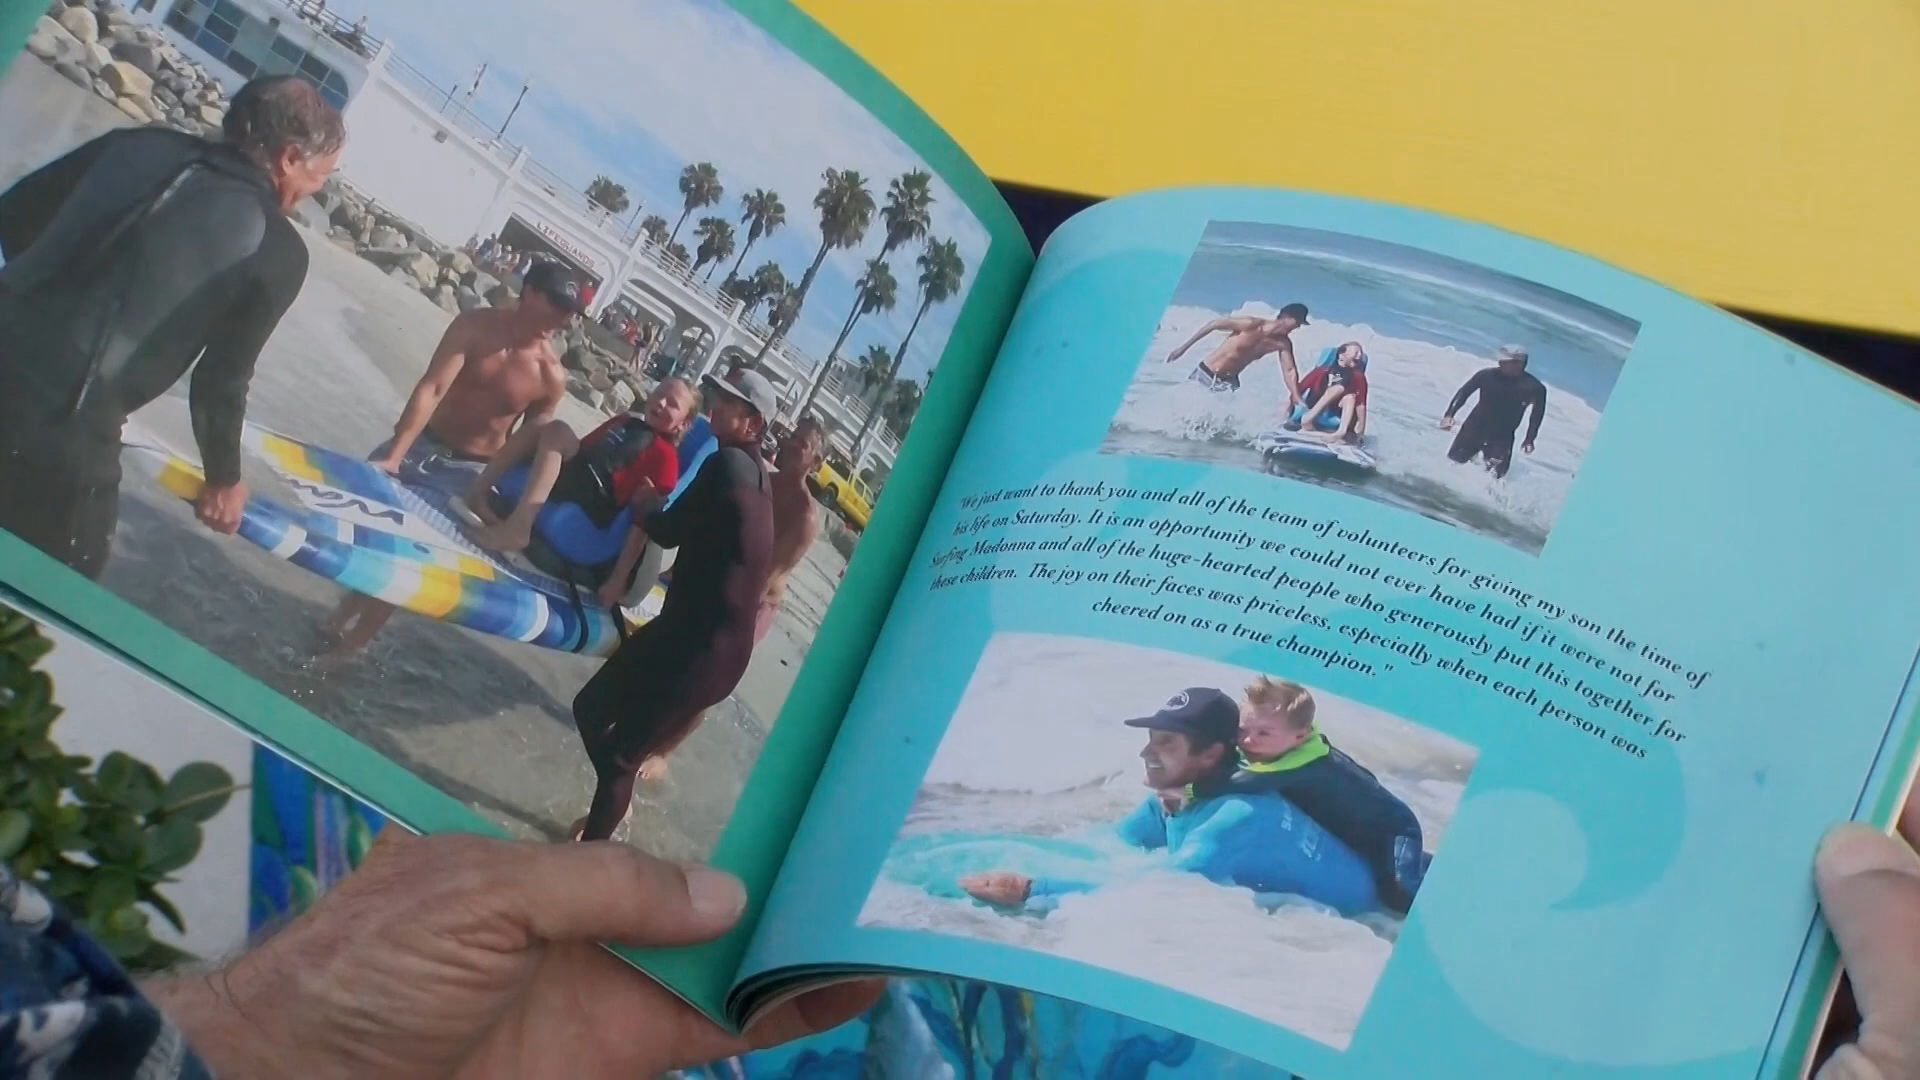 LIFEGUARDS
"We just want to thank you and all of the team of volunteers for giving my son the time of
his life on Saturday. It is an opportunity we could not ever have had if it were not for
Surfing Madonna and all of the huge-hearted people who generously put this together for
these children. The joy on their faces was priceless, especially when each person was
cheered on as a true champion."